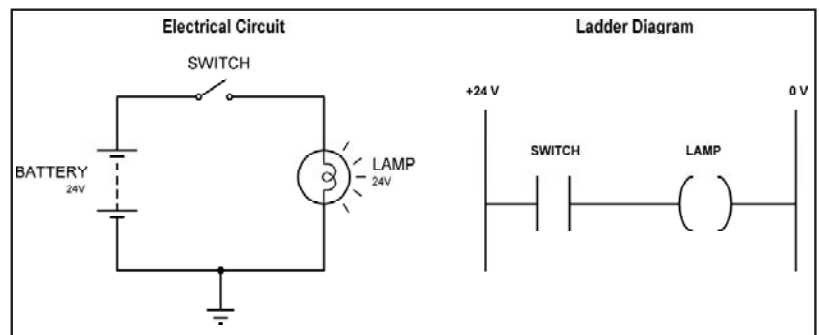 Electrical Circuit
SWITCH
BATTERY
24V
LAMP
24V
Ladder Diagram
+24 V
0 V
SWITCH
LAMP